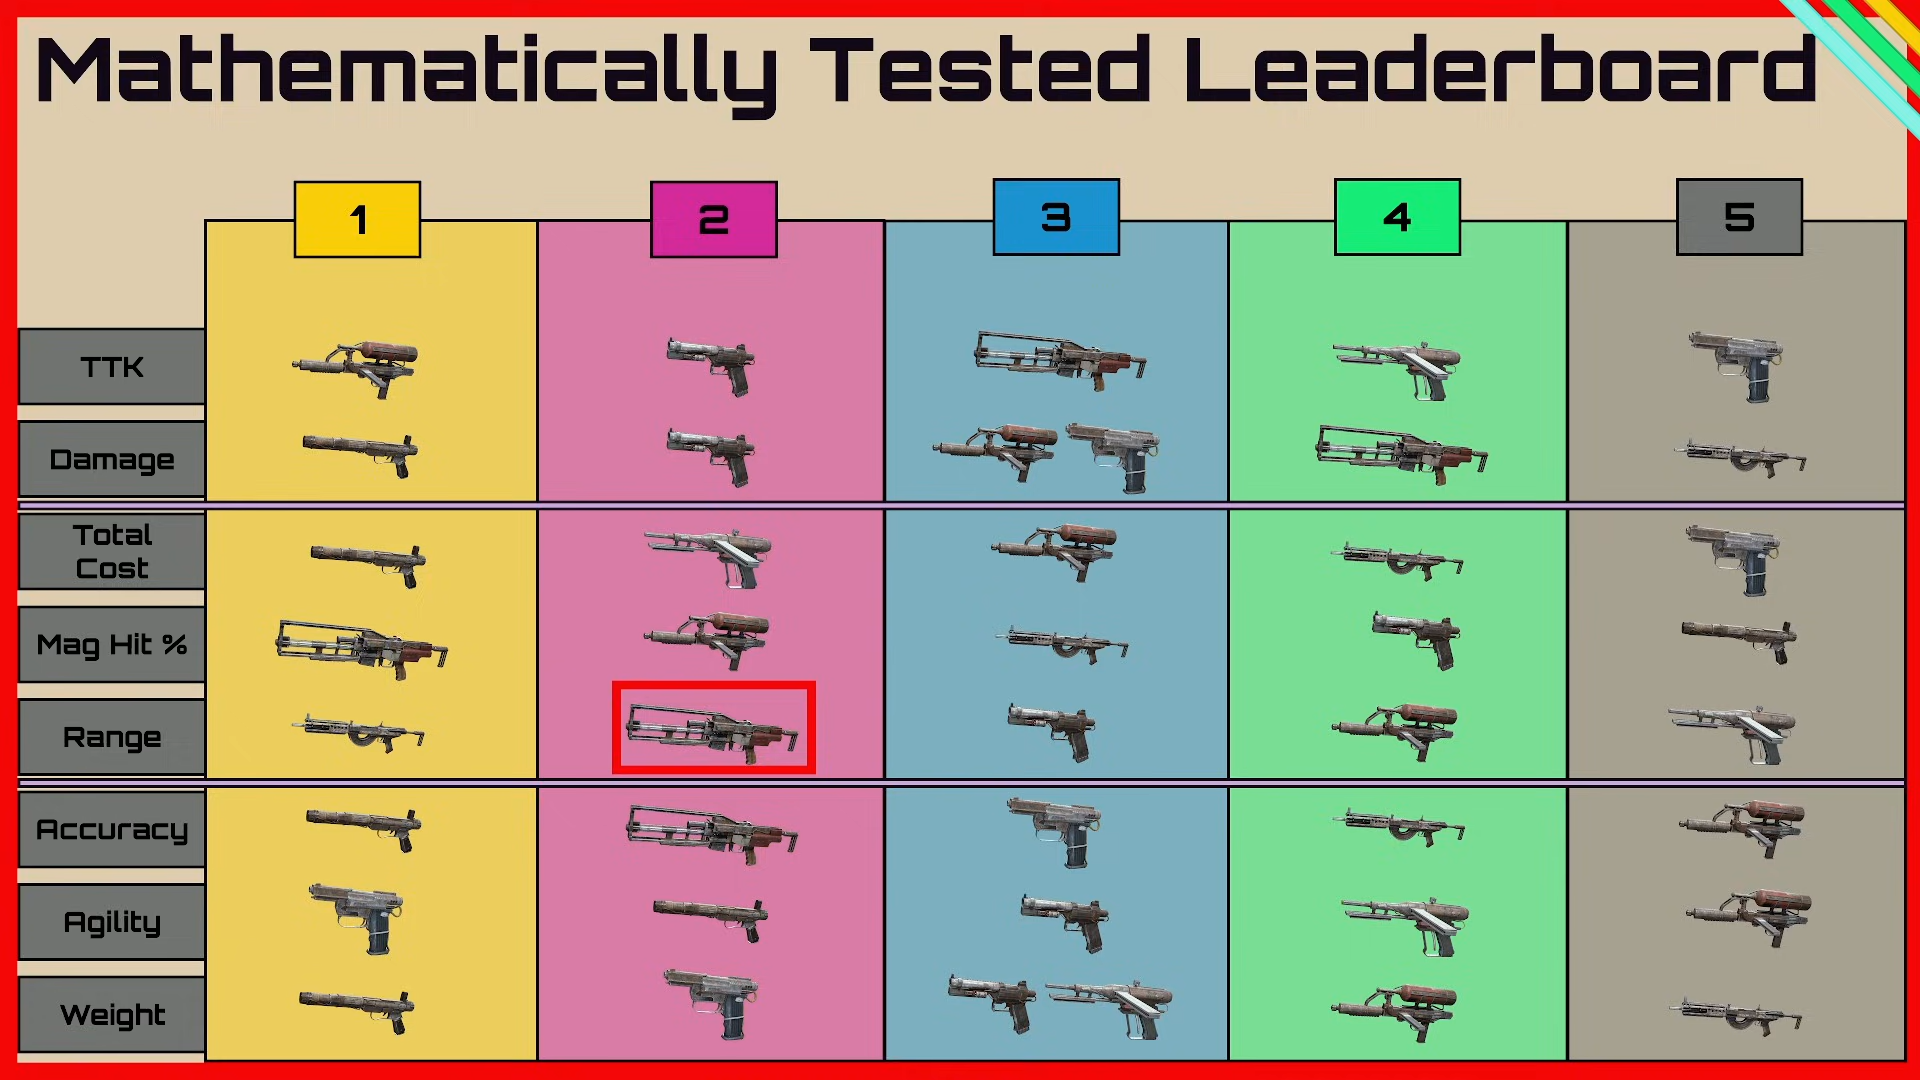 Mathematically Tested Leaderboard
1
2
3
4
5
TTK
Damage
Total
Cost
Mag Hit %
Range
Accuracy
Agility
Weight